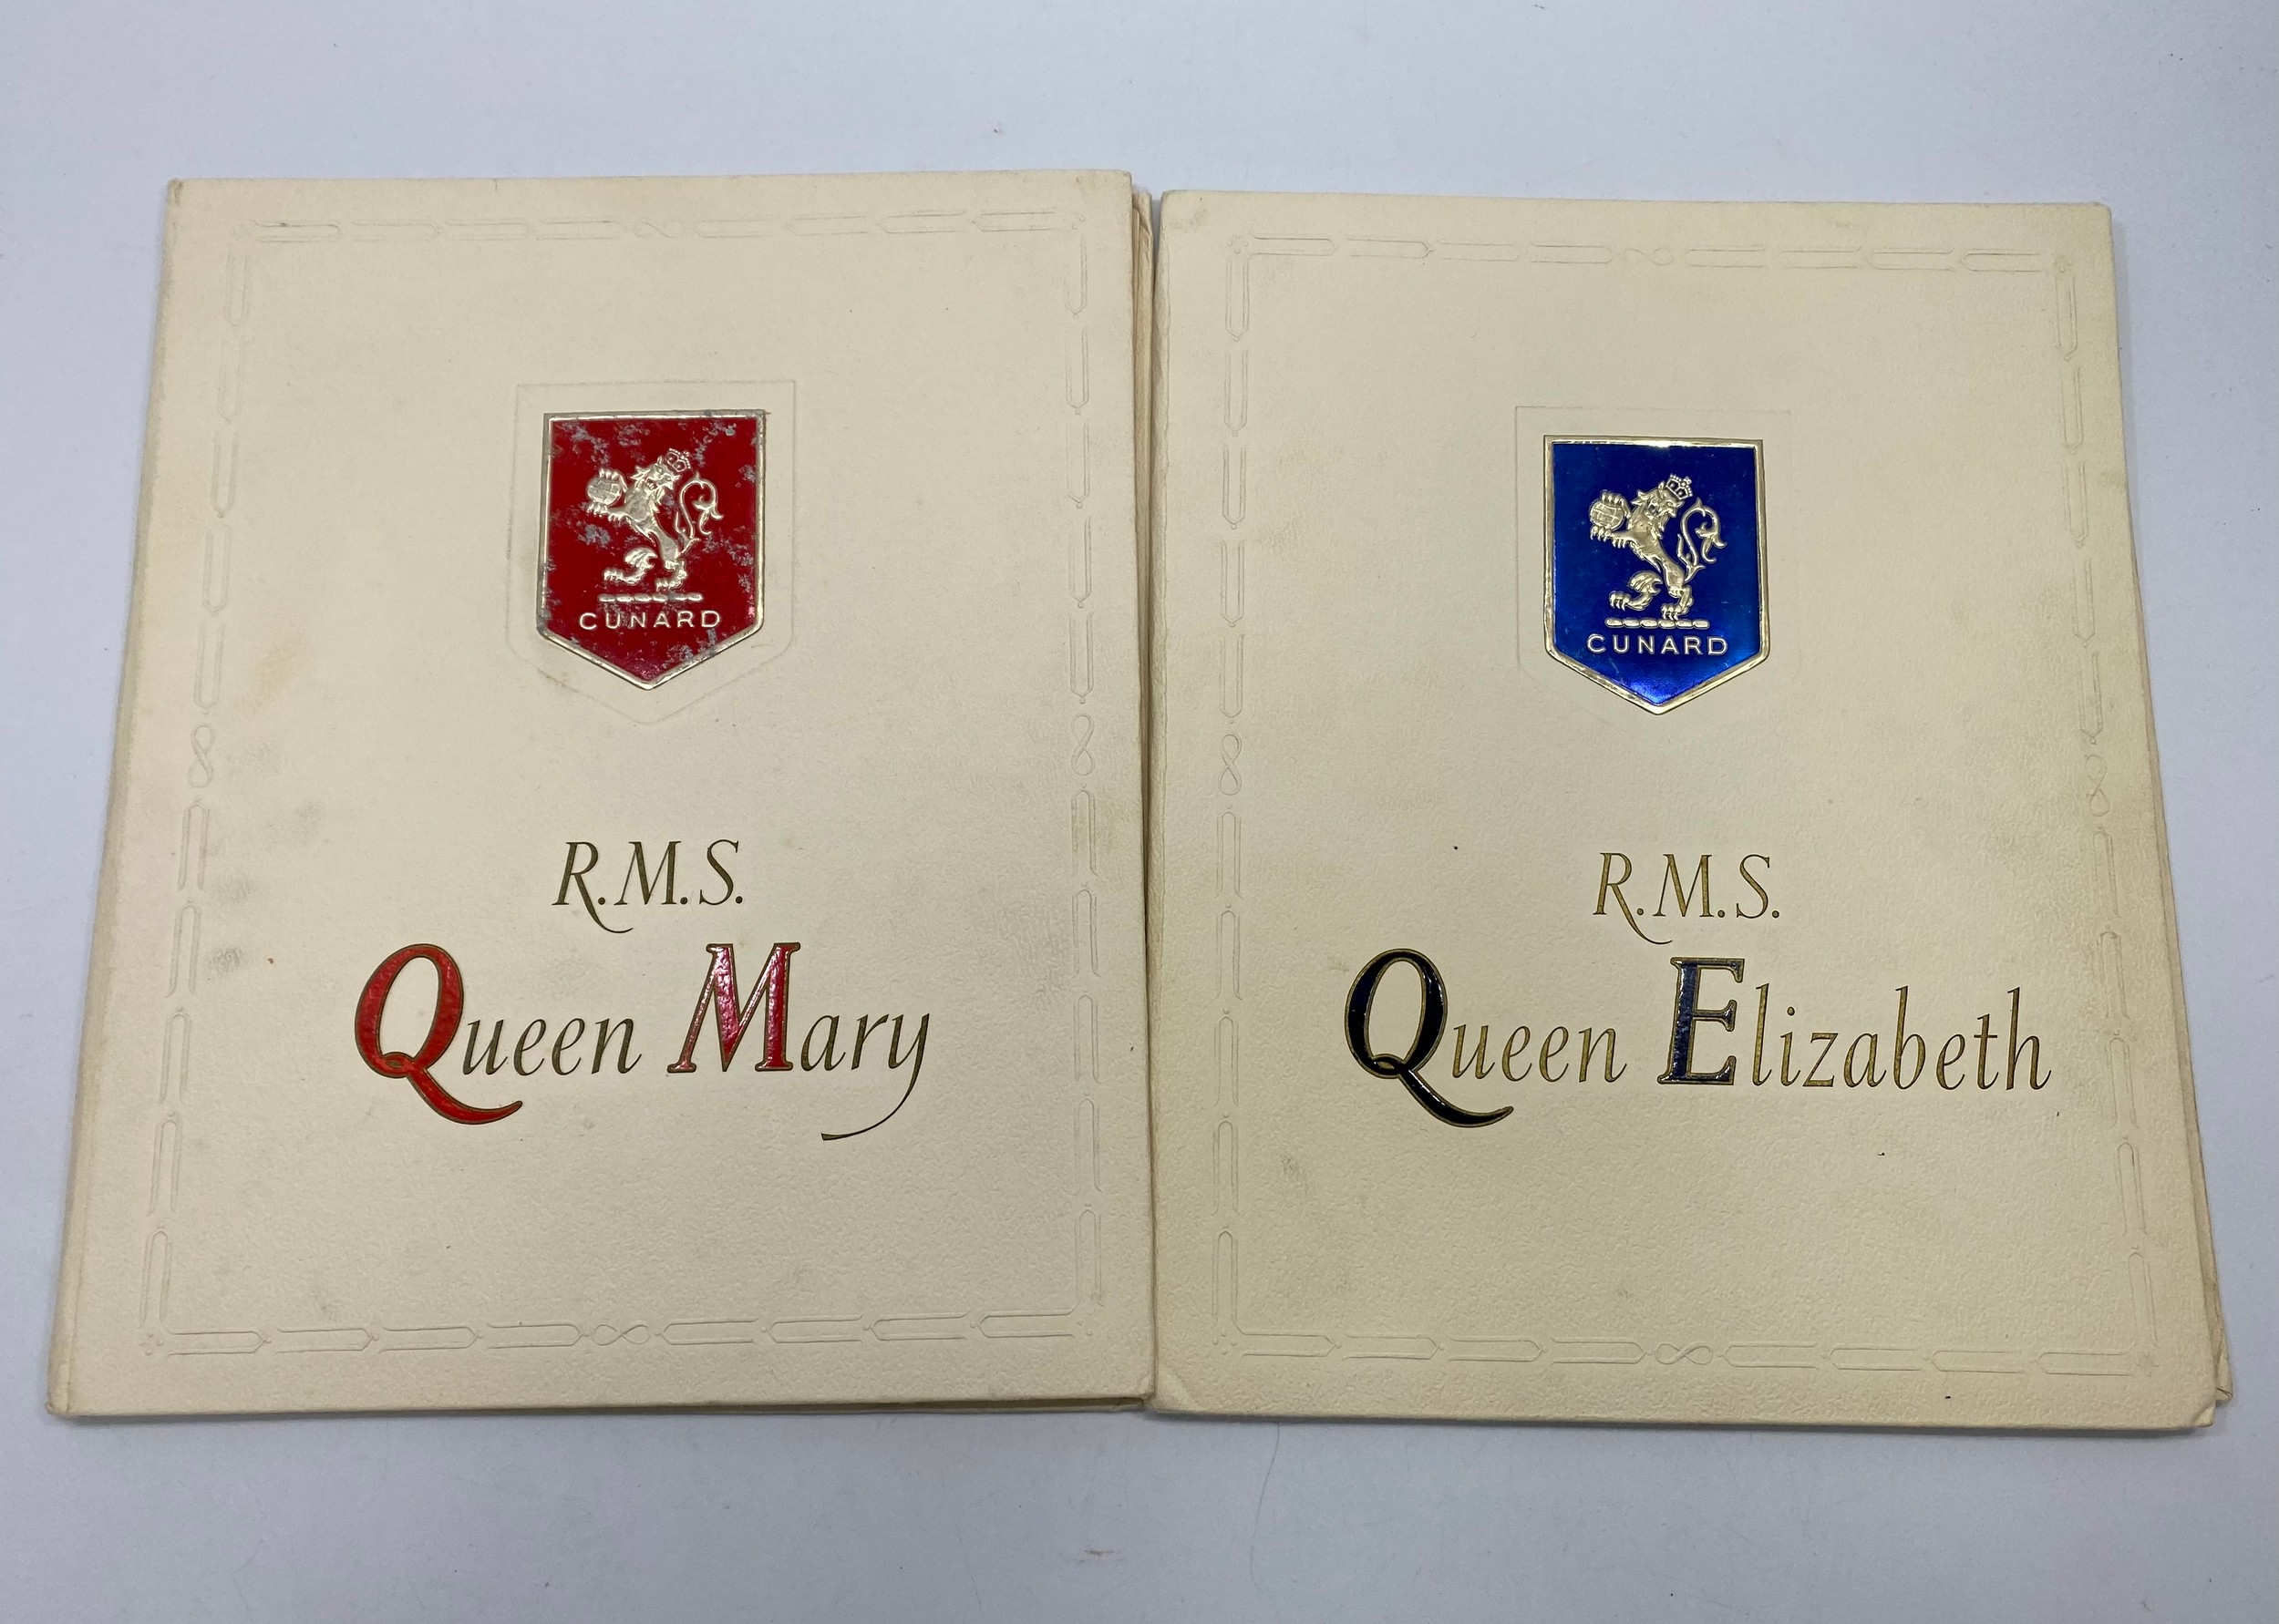 CUNARD
R.M.S.
Queen Mary
CUNARD
R.M.S.
Queen Elizabeth